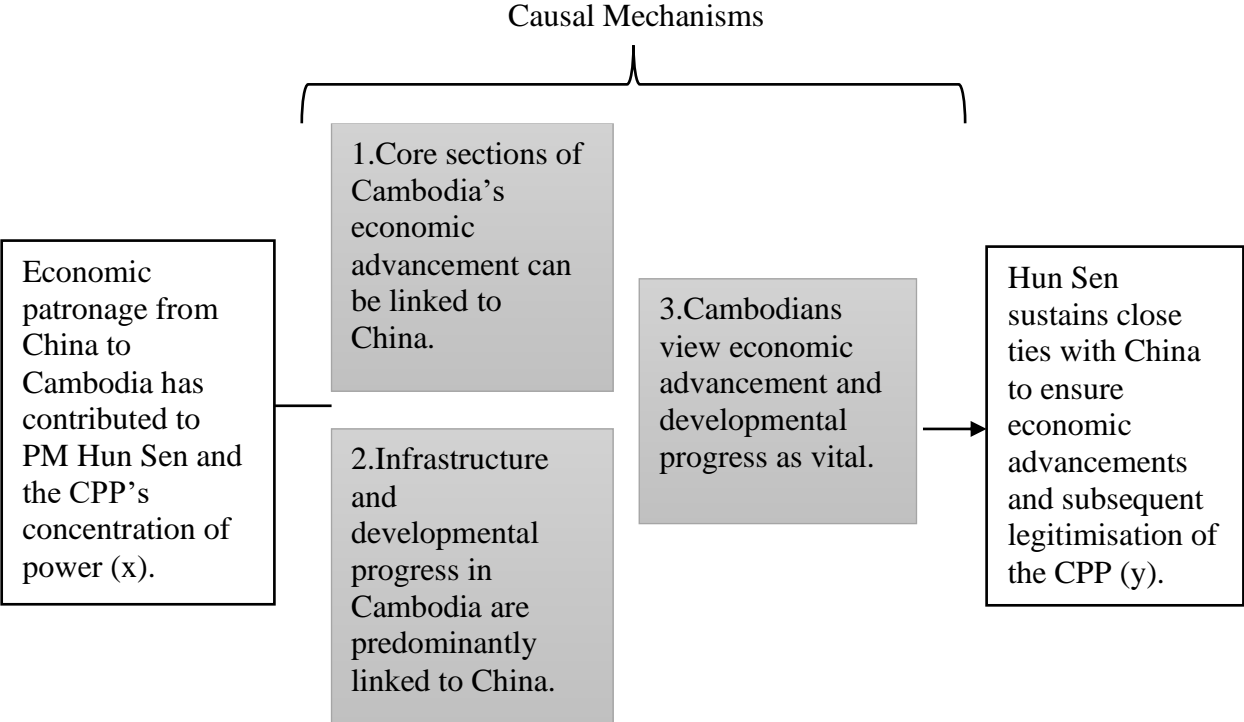 Causal Mechanisms
Economic
patronage from
China to
Cambodia has
contributed to
PM Hun Sen and
the CPP’s
concentration of
power (x).
1.Core sections of
Cambodia’s
economic
advancement can
be linked to
China.
2.Infrastructure
and
developmental
progress in
Cambodia are
predominantly
linked to China.
3.Cambodians
view economic
advancement and
developmental
progress as vital.
Hun Sen
sustains close
ties with China
to ensure
economic
advancements
and subsequent
legitimisation of
the CPP (y).